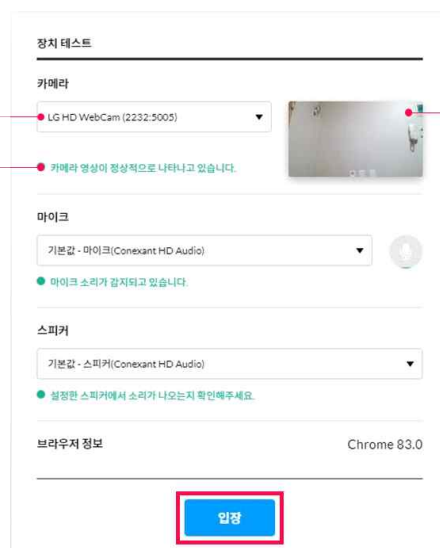 장치 테스트
카메라
LG HD WebCam (2232:5005)
카메라 영상이 정상적으로 나타나고 있습니다.
마이크
기본값 - 마이크(Conexant HD Audio)
마이크 소리가 감지되고 있습니다.
스피커
기본값 - 스피커(Conexant HD Audio)
설정한 스피커에서 소리가 나오는지 확인해주세요.
브라우저 정보 Chrome 83.0
입장